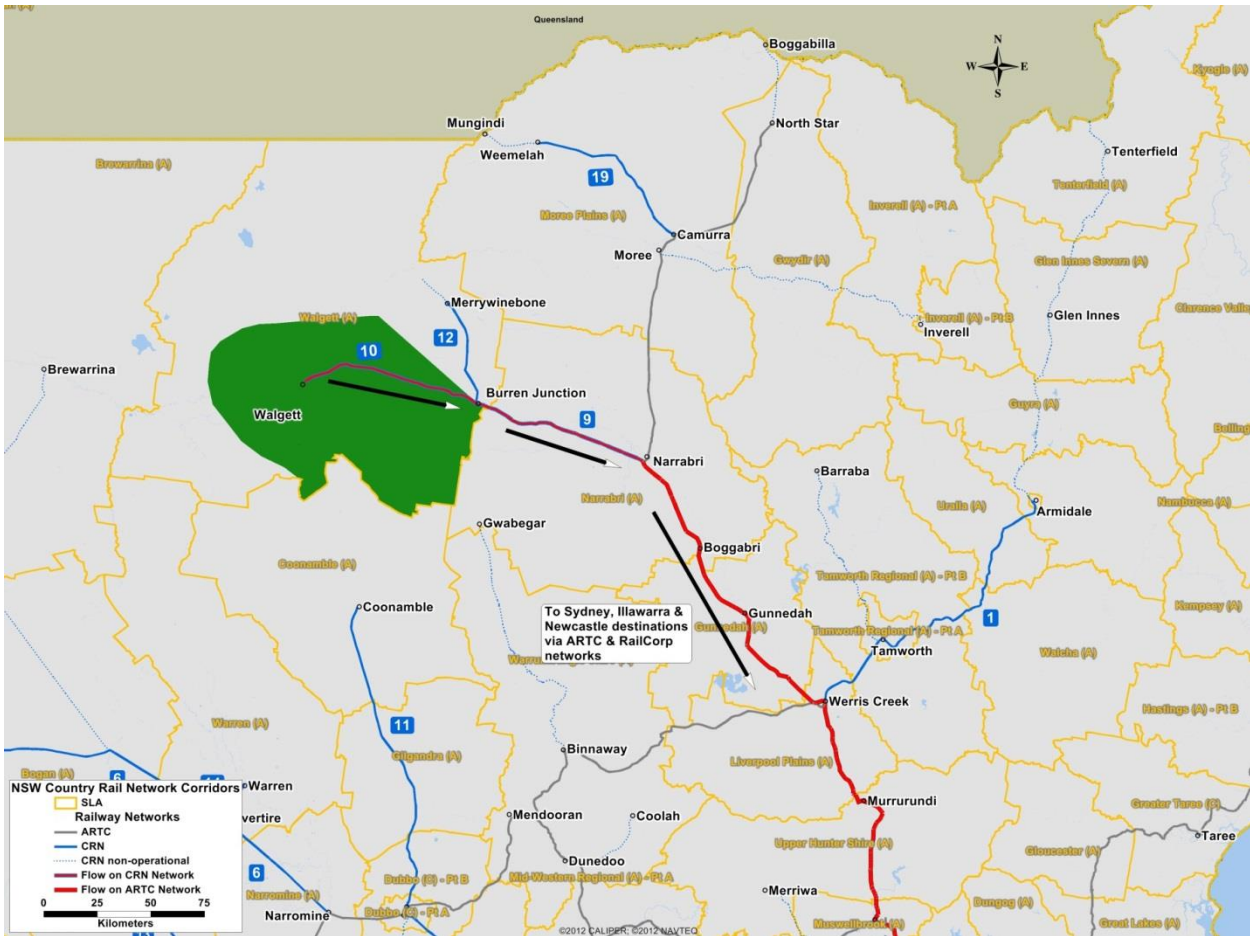 Queensland
Boggabilla
N
W
E
S
Kyogle (A)
North Star
Mungindi
Weemelah
Tenterfield
Brewarrina (A)
19
Tenterfield (A)
Moree Plains (A)
Inverell (A) - Pt A
Camurra
Moree
Gwydir (A)
Glen Innes Severn (A)
Merrywinebone
Walgett (A)
Inverell (A) - Pt B
Inverell
Glen Innes
12
10
Brewarrina
Burren Junction
Walgett
Guyra (A)
9
Narrabri
Barraba
Narrabri (A)
Uralla (A)
Nambucca (A)
Armidale
Gwabegar
Boggabri
Coonamble (A)
Tamworth Regional (A) - Pt B
Coonamble
To Sydney, Illawarra &
Newcastle destinations
via ARTC & RailCorp
networks
Gunnedah
Gunnedah (A)
Kempsey (A)
Tamworth Regional (A) - Pt A
1
Tamworth
Walcha (A)
Werris Creek
Hastings (A) - Pt B
Warren (A)
11
Binnaway
Gilgandra (A)
Liverpool Plains (A)
Bogan (A)
6
Warren
Murrurundi
Greater Taree (C)
Mendooran
Coolah
Taree
Upper Hunter Shire (A)
Gloucester (A)
Dunedoo
6
Dubbo (C) - Pt B
Mid-Western Regional (A) - Pt A
Merriwa
Narromine (A)
Dungog (A)
Narromine
Dubbo (C) - Pt A
Muswellbrook (A)
Great Lakes (A)
NSW Country Rail Network Corridors
SLA
Railway Networks
ARTC
CRN
CRN non-operational
Flow on CRN Network
Flow on ARTC Network
0 25 50 75
Kilometers
©2012 CALIPER; ©2012 NAVTEQ